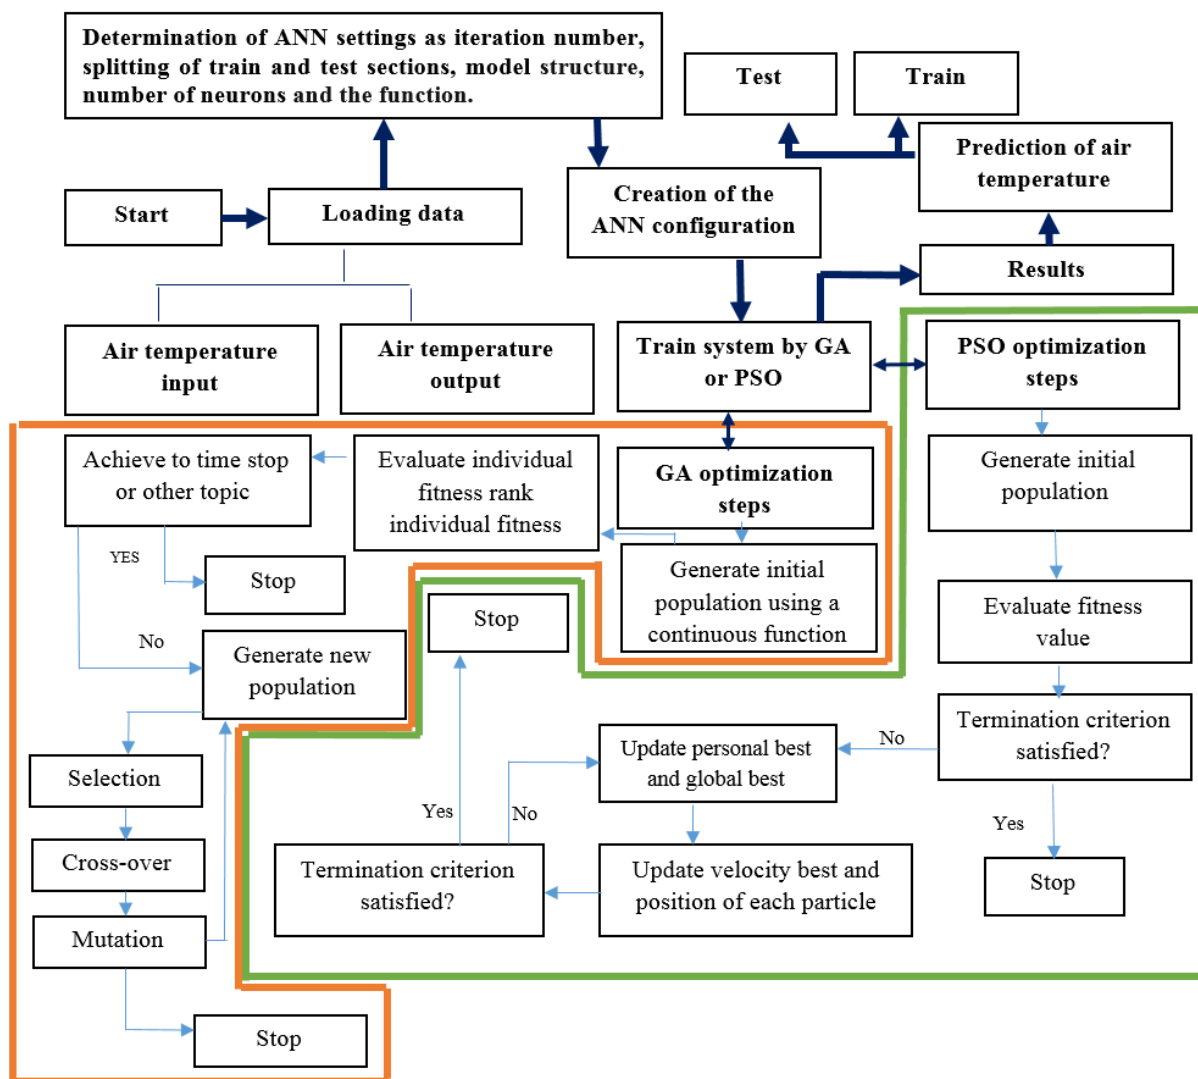 Determination of ANN settings as iteration number,
splitting of train and test sections, model structure,
number of neurons and the function.
Test
Train
Prediction of air
temperature
Start
Loading data
Creation of the
ANN configuration
Results
Air temperature
input
Air temperature
output
Train system by GA
or PSO
PSO optimization
steps
Achieve to time stop
or other topic
Evaluate individual
fitness rank
individual fitness
GA optimization
steps
Generate initial
population
YES
Stop
Generate initial
population using a
continuous function
Stop
Evaluate fitness
value
No
Generate new
population
Termination criterion
satisfied?
No
Update personal best
and global best
Selection
Yes
No
Yes
Cross-over
Termination criterion
satisfied?
Update velocity best and
position of each particle
Stop
Mutation
Stop